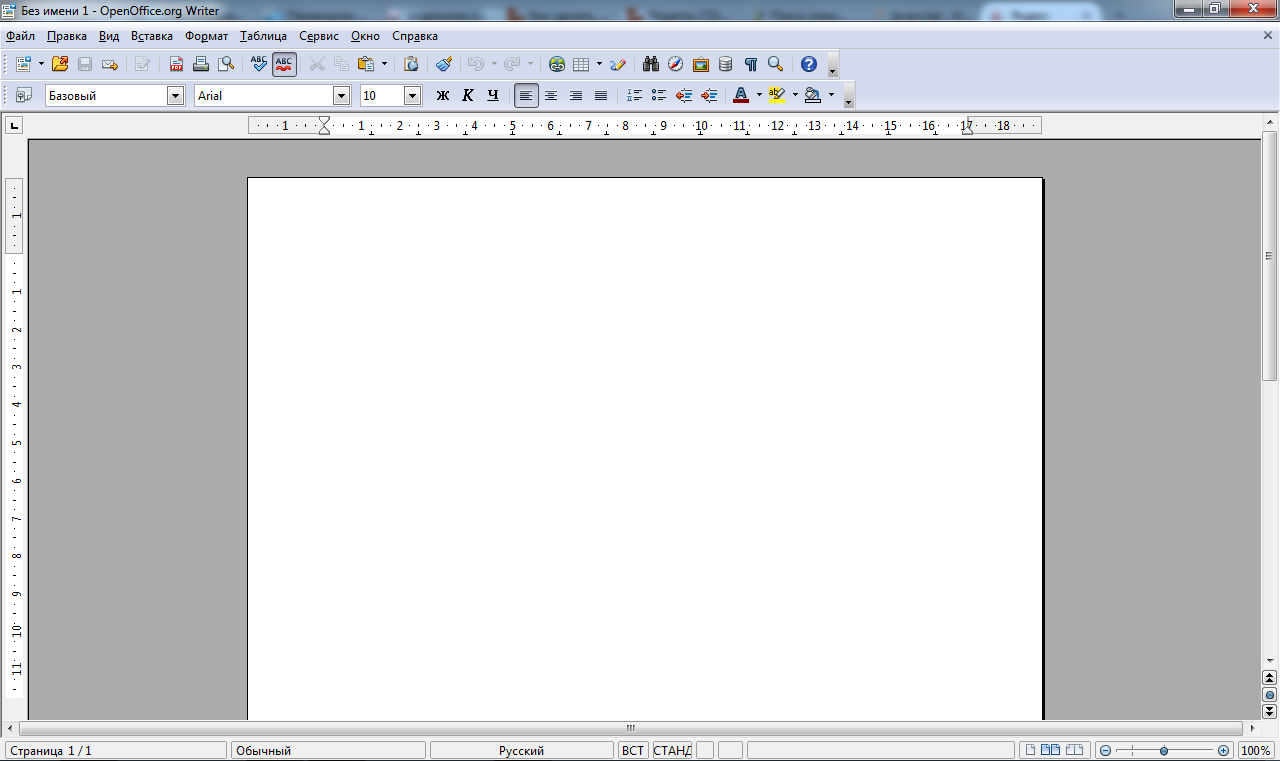 Без имени 1 - OpenOffice.org Writer
Файл Правка Вид Вставка Формат Таблица Сервис Окно Справка
ABC ABC PDF
Базовый Arial 10 Ж К Ч А
1 1 2 3 4 5 6 7 8 9 10 11 12 13 14 15 16 17 18
1
1
2
3
4
5
6
7
8
9
10
11
Страница 1 / 1 Обычный Русский ВСТ СТАНД 100%